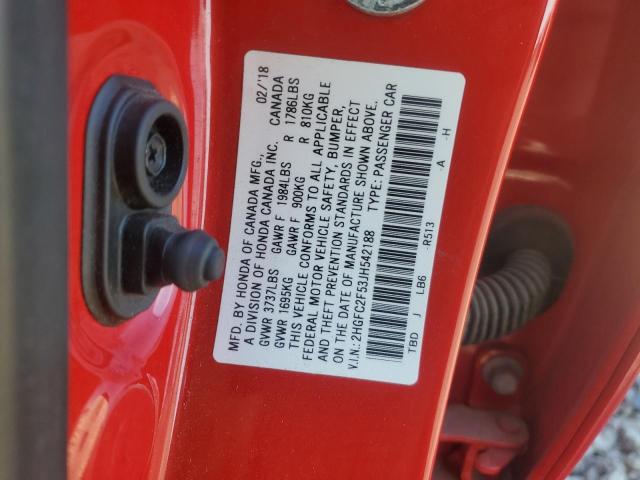 MFD. BY HONDA OF CANADA MFG., 02/'18
A DIVISION OF HONDA CANADA INC. CANADA
GVWR 3737LBS GAWR F 1984LBS R 1786LBS
GVWR 1695KG GAWR F 900KG R 810KG
THIS VEHICLE CONFORMS TO ALL APPLICABLE
FEDERAL MOTOR VEHICLE SAFETY, BUMPER,
AND THEFT PREVENTION STANDARDS IN EFFECT
ON THE DATE OF MANUFACTURE SHOWN ABOVE.
V.I.N.: 2HGFC2F53JH542188 TYPE: PASSENGER CAR
TBD J LB6 -R513 -A -H